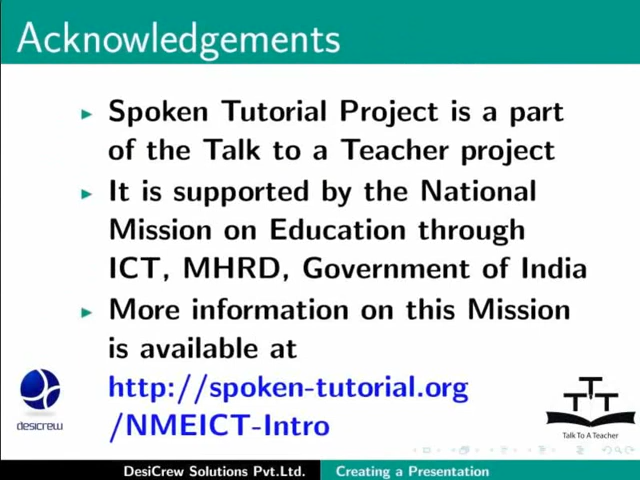 Acknowledgements
Spoken Tutorial Project is a part
of the Talk to a Teacher project
It is supported by the National
Mission on Education through
ICT, MHRD, Government of India
More information on this Mission
is available at
http://spoken-tutorial.org
/NMEICT-Intro
desicrew
TTT
Talk To A Teacher
DesiCrew Solutions Pvt.Ltd.
Creating a Presentation